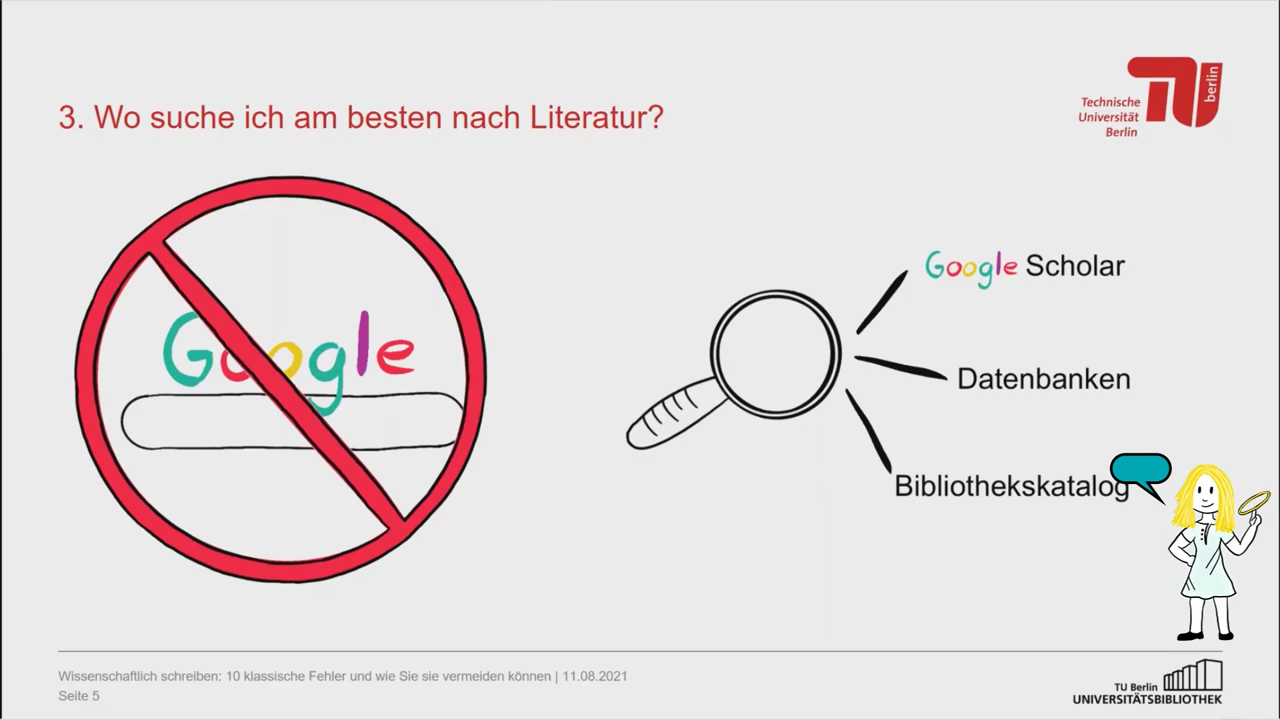 3. Wo suche ich am besten nach Literatur?
Technische
Universität
Berlin
berlin
Google
Google Scholar
Datenbanken
Bibliothekskatalog
Wissenschaftlich schreiben: 10 klassische Fehler und wie Sie sie vermeiden können | 11.08.2021
Seite 5
TU Berlin
UNIVERSITÄTSBIBLIOTHEK